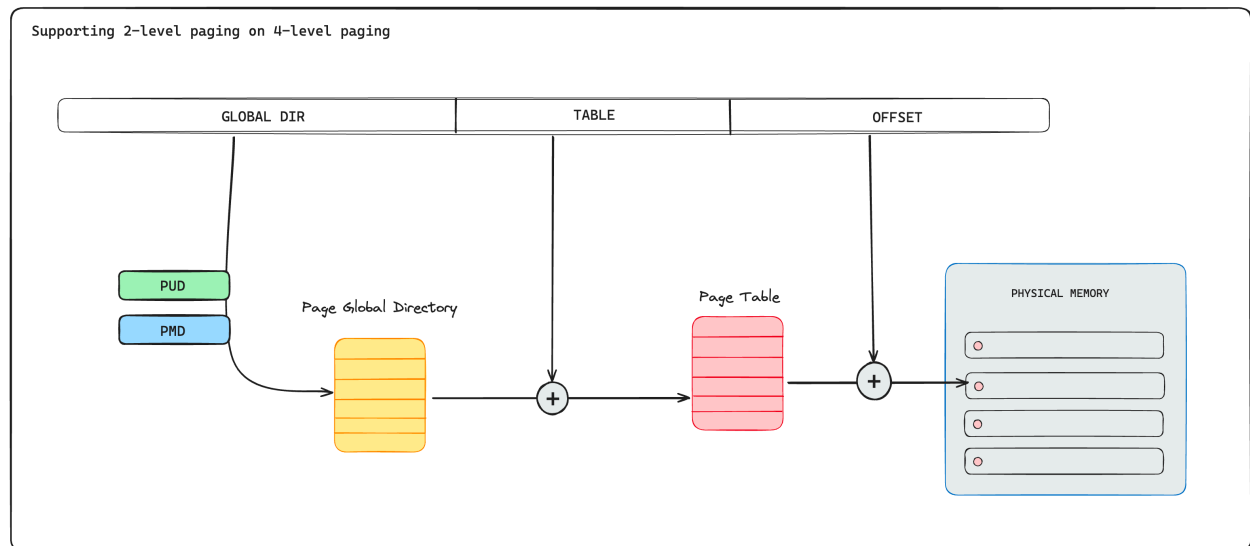 Supporting 2-level paging on 4-level paging
GLOBAL DIR
TABLE
OFFSET
PUD
PMD
Page Global Directory
+
Page Table
+
PHYSICAL MEMORY